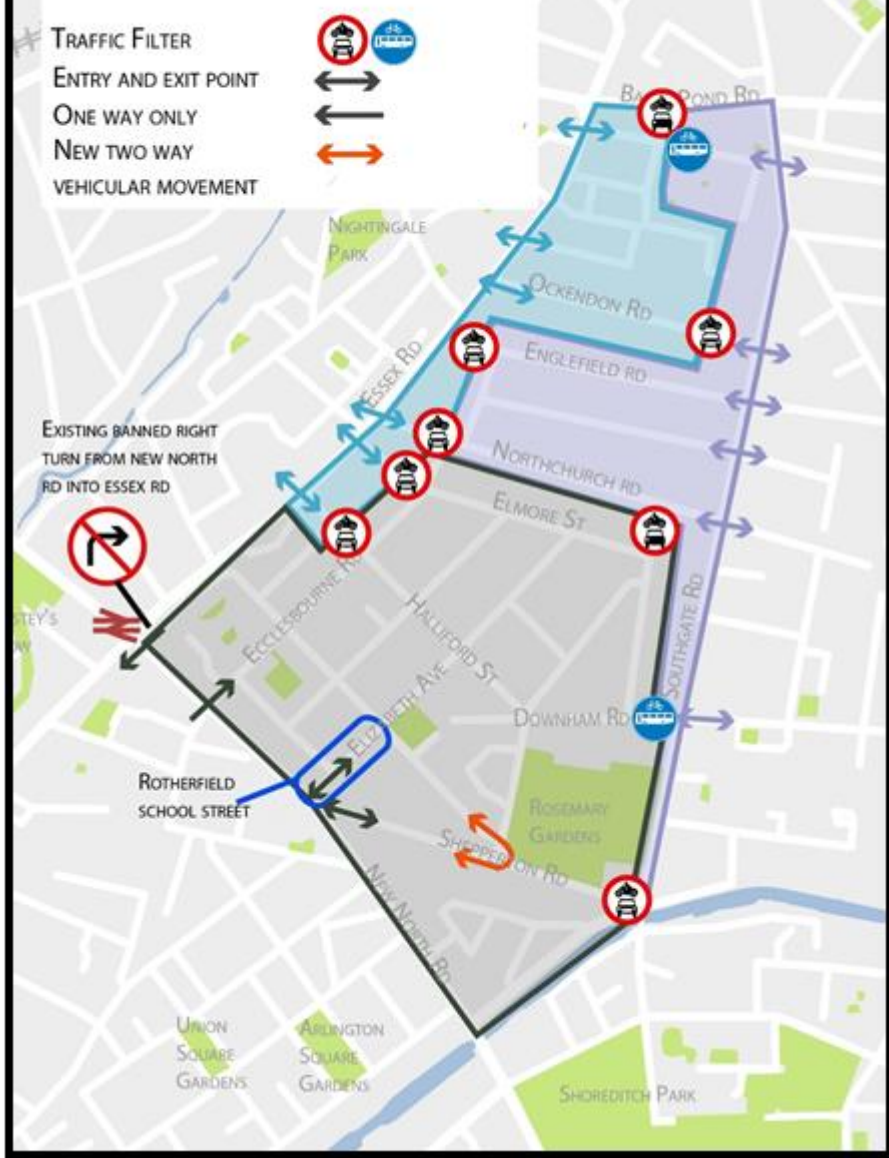 TRAFFIC FILTER
ENTRY AND EXIT POINT
ONE WAY ONLY
NEW TWO WAY
VEHICULAR MOVEMENT
POND RD
NIGHTINGALE
PARK
OCKENDON RD
ENGLEFIELD RD
ESSEX RD
EXISTING BANNED RIGHT
TURN FROM NEW NORTH
RD INTO ESSEX RD
NORTHCHURCH RD
ELMORE ST
ECCLESBOURNE RD
HALLIFORD ST
SOUTHGATE RD
ELIZABETH AVE
DOWNHAM RD
ROTHERFIELD
SCHOOL STREET
ROSEMARY
GARDENS
SHEPPERTON RD
NEW NORTH RD
UNION
SQUARE
GARDENS
ARLINGTON
SQUARE
GARDENS
SHOREDITCH PARK